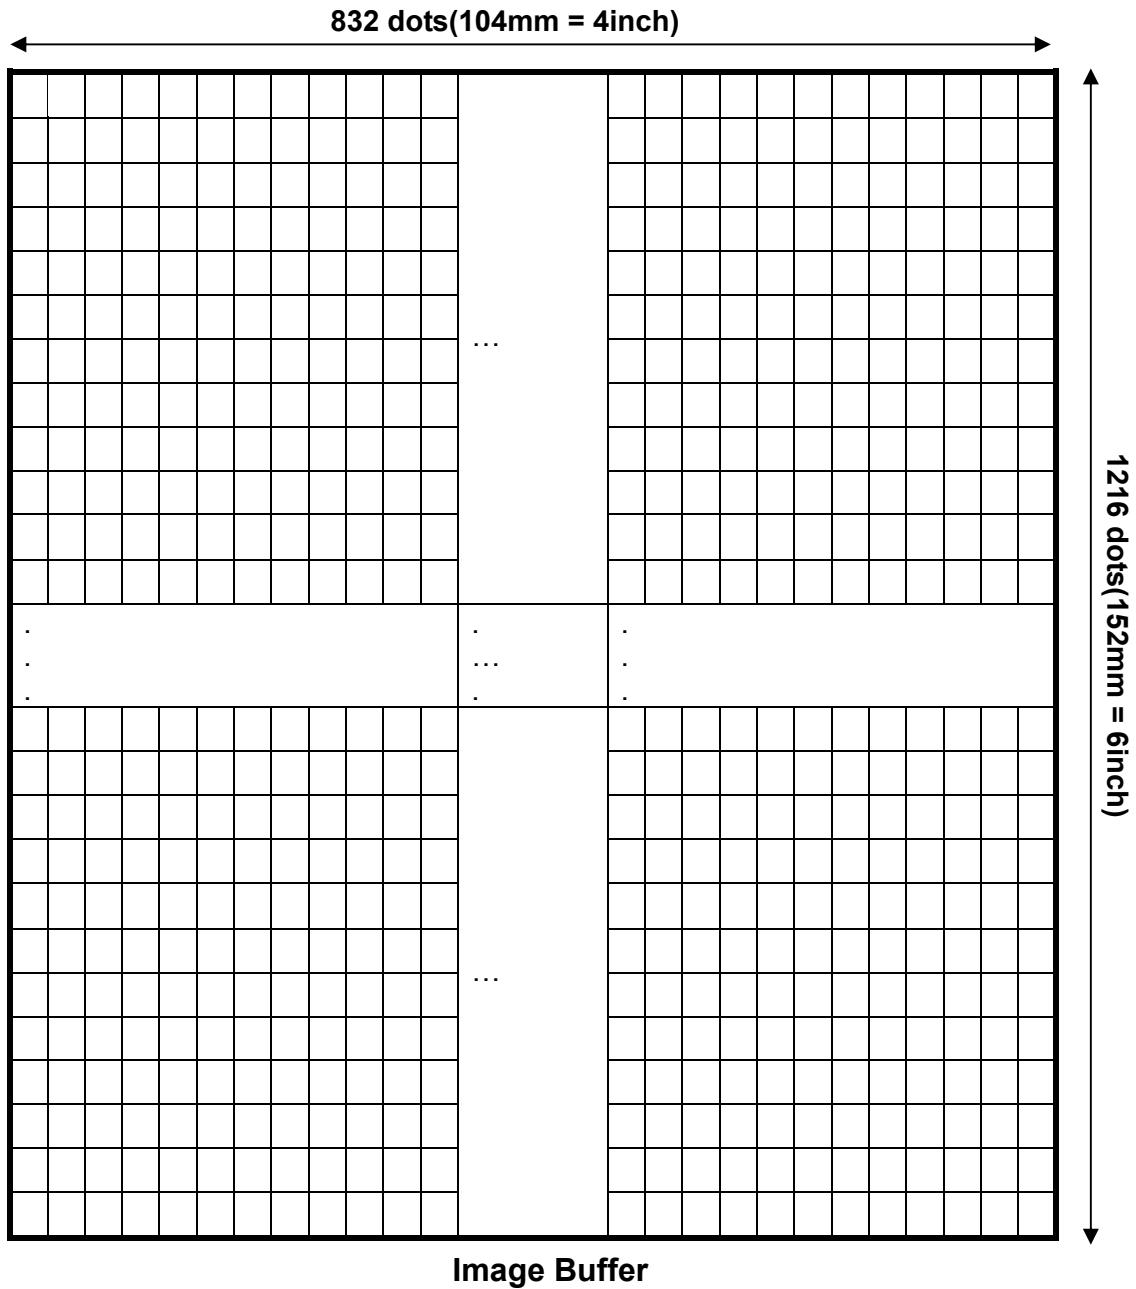 832 dots(104mm = 4inch)
...
. . .
. ... .
. . .
...
1216 dots(152mm = 6inch)
Image Buffer